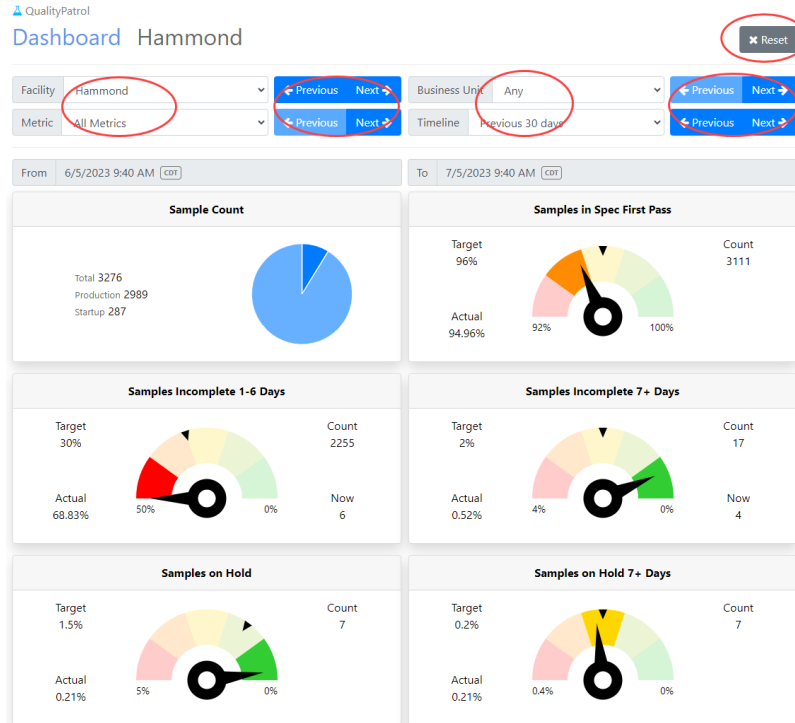 QualityPatrol
Dashboard Hammond
Reset
Facility Hammond Previous Next Business Unit Any Previous Next
Metric All Metrics Previous Next Timeline Previous 30 days Previous Next
From 6/5/2023 9:40 AM CDT To 7/5/2023 9:40 AM CDT
Sample Count
Total 3276
Production 2989
Startup 287
Samples in Spec First Pass
Target
96%
Count
3111
Actual
94.96%
92%
100%
Samples Incomplete 1-6 Days
Target
30%
Count
2255
Actual
68.83%
50%
0%
Now
6
Samples Incomplete 7+ Days
Target
2%
Count
17
Actual
0.52%
4%
0%
Now
4
Samples on Hold
Target
1.5%
Count
7
Actual
0.21%
5%
0%
Samples on Hold 7+ Days
Target
0.2%
Count
7
Actual
0.21%
0.4%
0%